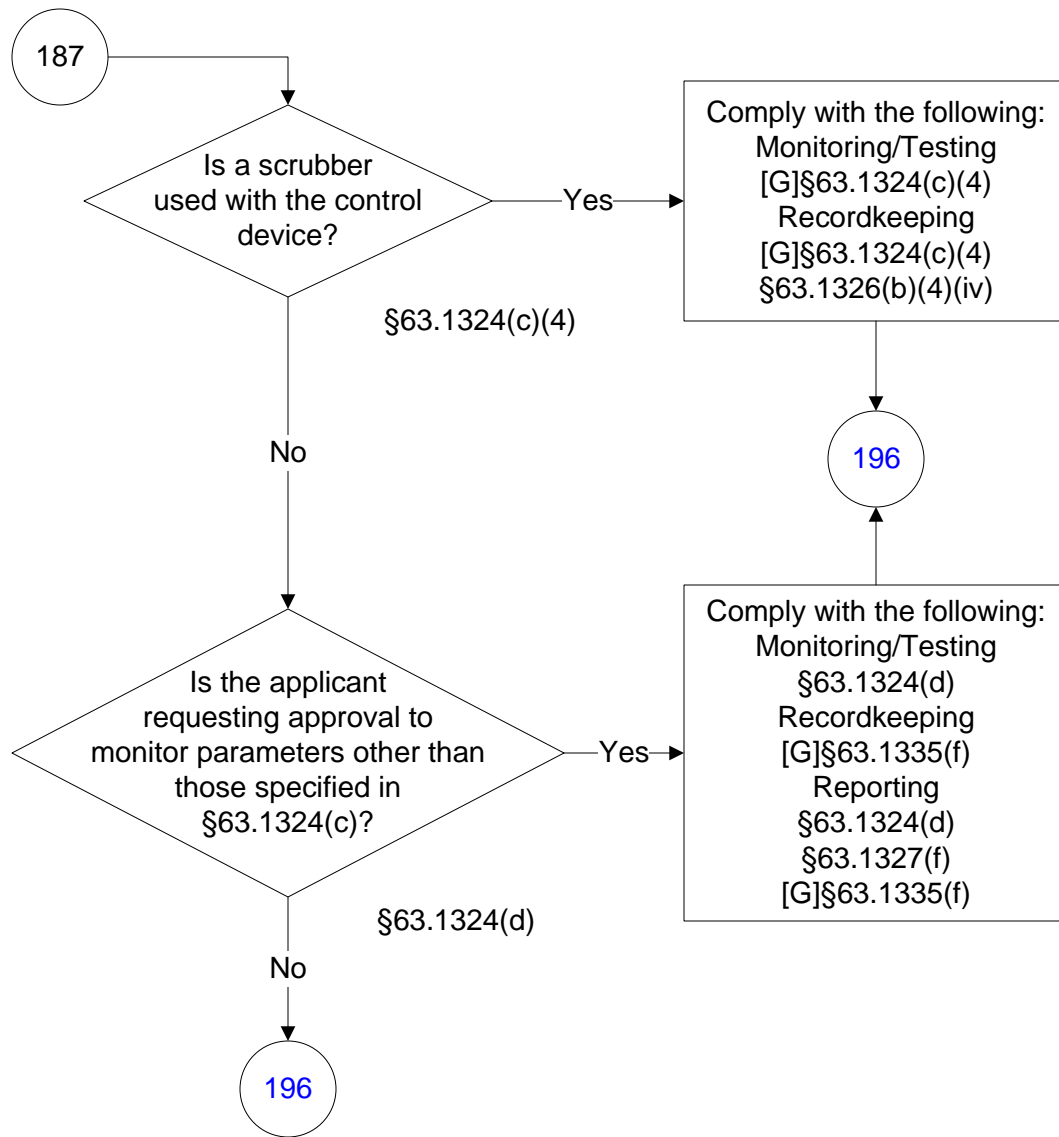 187
Is a scrubber
used with the control
device?
Yes
§63.1324(c)(4)
Comply with the following:
Monitoring/Testing
[G]§63.1324(c)(4)
Recordkeeping
[G]§63.1324(c)(4)
§63.1326(b)(4)(iv)
No
196
Is the applicant
requesting approval to
monitor parameters other than
those specified in
§63.1324(c)?
Yes
§63.1324(d)
Comply with the following:
Monitoring/Testing
§63.1324(d)
Recordkeeping
[G]§63.1335(f)
Reporting
§63.1324(d)
§63.1327(f)
[G]§63.1335(f)
No
196